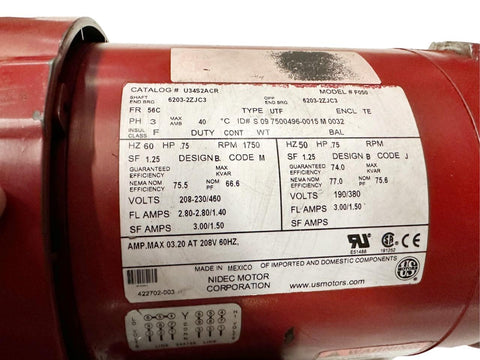 CATALOG # U34S2ACR MODEL # F050
SHAFT END BRG 6203-2ZJC3 OPP END BRG 6203-2ZJC3
FR 56C TYPE UTF ENCL TE
PH 3 MAX AMB 40 °C ID# S 09 7500496-0015 M 0032
INSUL CLASS F DUTY CONT WT BAL
HZ 60 HP .75 RPM 1750
SF 1.25 DESIGN B CODE M
GUARANTEED EFFICIENCY
NEMA NOM EFFICIENCY 75.5 NOM PF 66.6
VOLTS 208-230/460
FL AMPS 2.80-2.80/1.40
SF AMPS 3.00/1.50
HZ 50 HP .75 RPM
SF 1.25 DESIGN B CODE J
GUARANTEED EFFICIENCY 74.0
NEMA NOM EFFICIENCY 77.0 NOM PF 75.6
VOLTS 190/380
FL AMPS 3.00/1.50
SF AMPS
AMP.MAX 03.20 AT 208V 60HZ,
MADE IN MEXICO OF IMPORTED AND DOMESTIC COMPONENTS
422702-003 NIDEC MOTOR CORPORATION www.usmotors.com